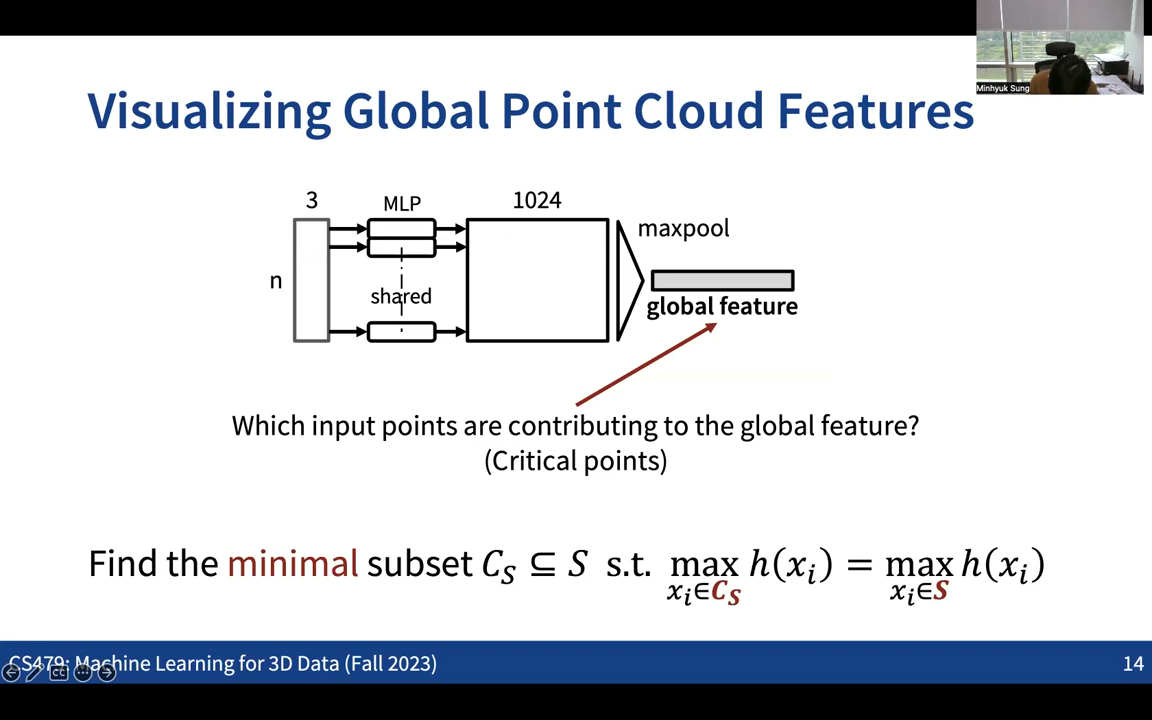 Minhyuk Sung
Visualizing Global Point Cloud Features
3
MLP
1024
maxpool
n
shared
global feature
Which input points are contributing to the global feature?
(Critical points)
Find the minimal subset C_S ⊆ S s.t. max_{x_i∈C_S} h(x_i) = max_{x_i∈S} h(x_i)
CS479: Machine Learning for 3D Data (Fall 2023)
14